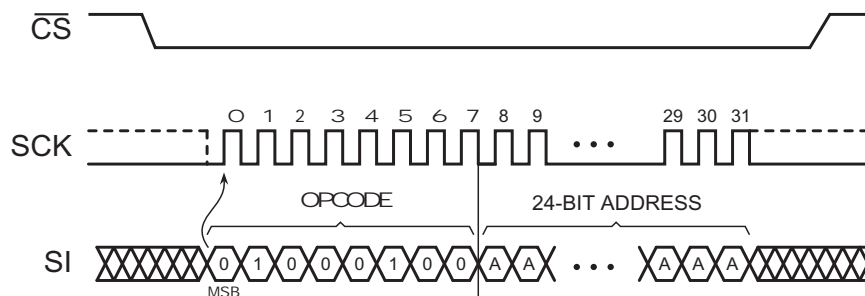 CS
0 1 2 3 4 5 6 7 8 9 29 30 31
SCK
OPCODE 24-BIT ADDRESS
SI 0 1 0 0 0 1 0 0 A A A A A
MSB